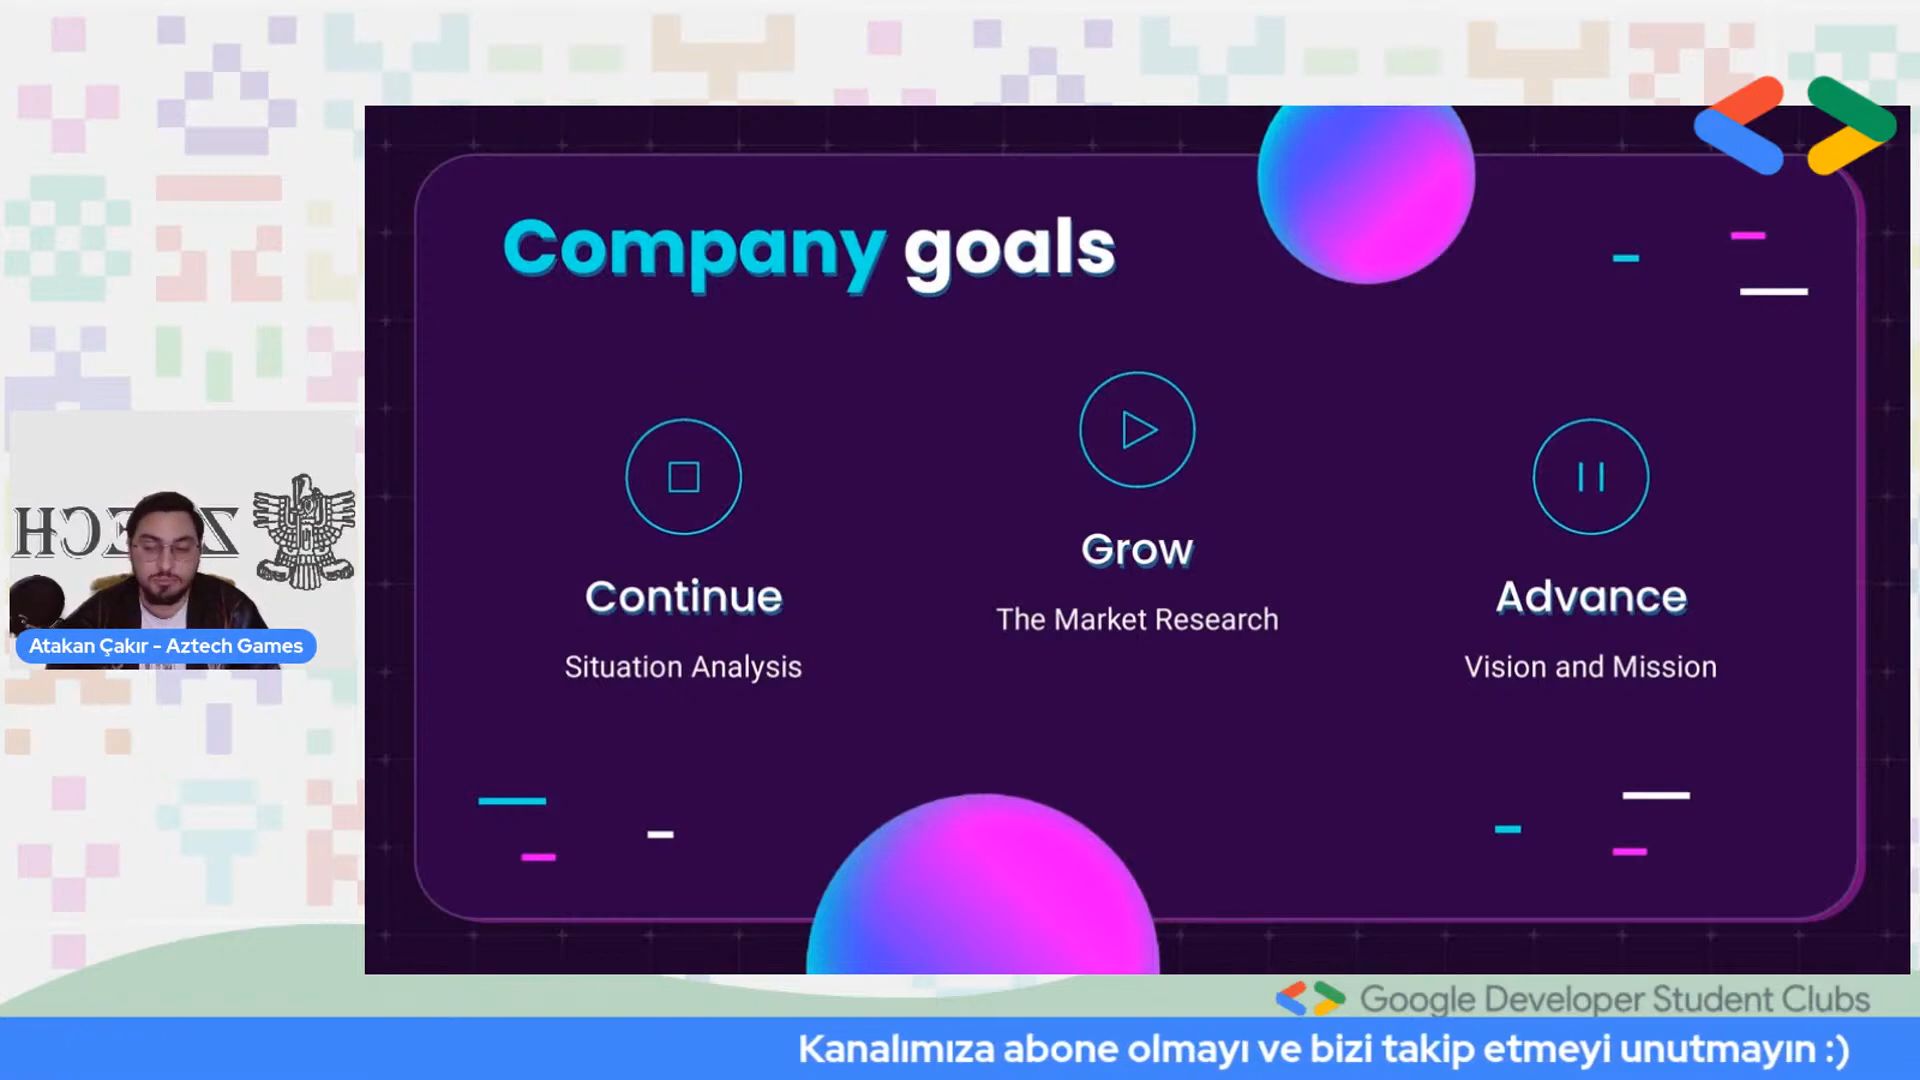 Company goals
Grow
The Market Research
Continue
Situation Analysis
Advance
Vision and Mission
AZTECH
Atakan Çakır - Aztech Games
Google Developer Student Clubs
Kanalımıza abone olmayı ve bizi takip etmeyi unutmayın :)